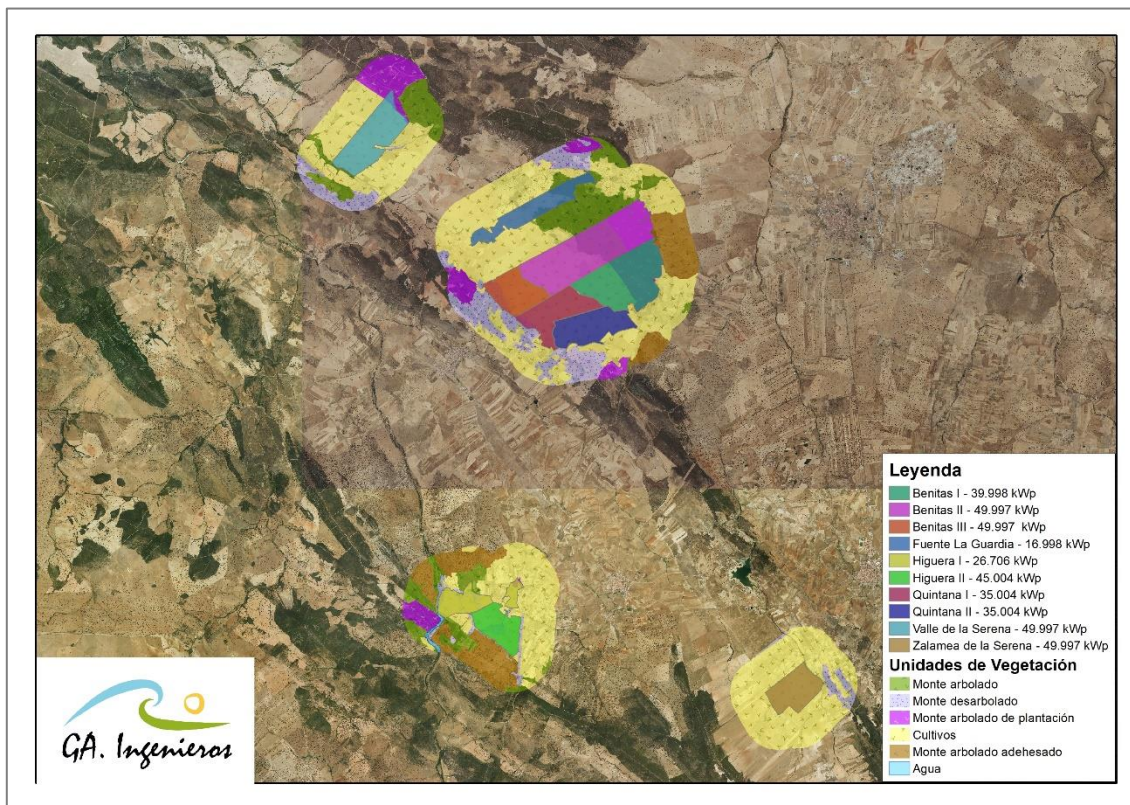 Leyenda
Benitas I - 39.998 kWp
Benitas II - 49.997 kWp
Benitas III - 49.997 kWp
Fuente La Guardia - 16.998 kWp
Higuera I - 26.706 kWp
Higuera II - 45.004 kWp
Quintana I - 35.004 kWp
Quintana II - 35.004 kWp
Valle de la Serena - 49.997 kWp
Zalamea de la Serena - 49.997 kWp
Unidades de Vegetación
Monte arbolado
Monte desarbolado
Monte arbolado de plantación
Cultivos
Monte arbolado adehesado
Agua
GA. Ingenieros